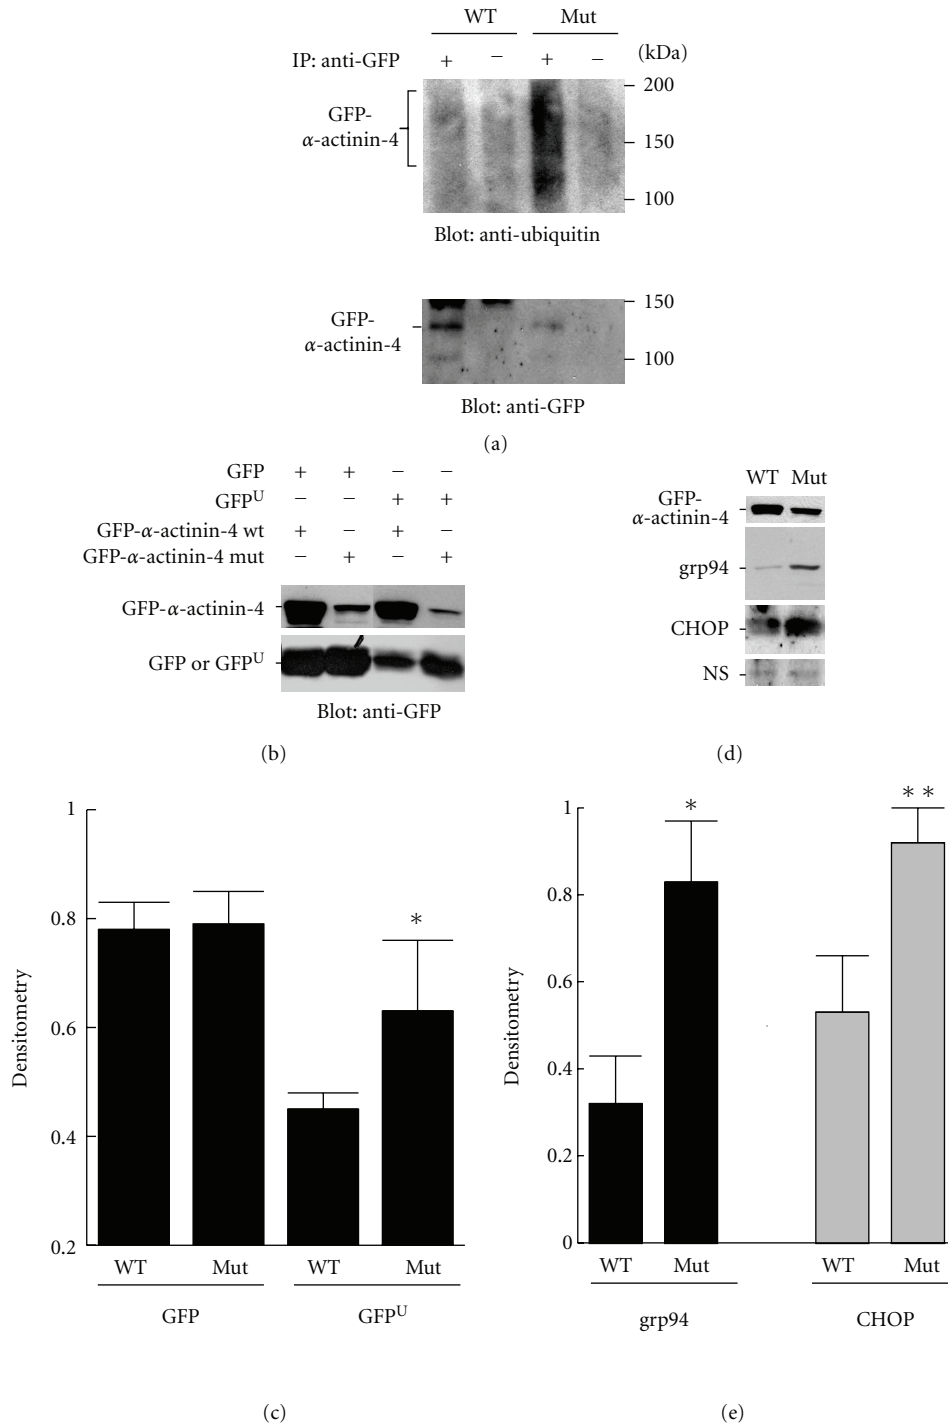 WT Mut
IP: anti-GFP + − + − (kDa)
GFP-
α-actinin-4
200
150
100
Blot: anti-ubiquitin
GFP-
α-actinin-4
150
100
Blot: anti-GFP
(a)
GFP + + − −
GFPᵁ − − + +
GFP-α-actinin-4 wt + − + −
GFP-α-actinin-4 mut − + − +
GFP-α-actinin-4
GFP or GFPᵁ
Blot: anti-GFP
(b)
WT Mut
GFP-
α-actinin-4
grp94
CHOP
NS
(d)
Densitometry
1
0.8
0.6
0.4
0.2
*
WT Mut WT Mut
GFP GFPᵁ
(c)
Densitometry
1
0.8
0.6
0.4
0.2
0
*
**
WT Mut WT Mut
grp94 CHOP
(e)